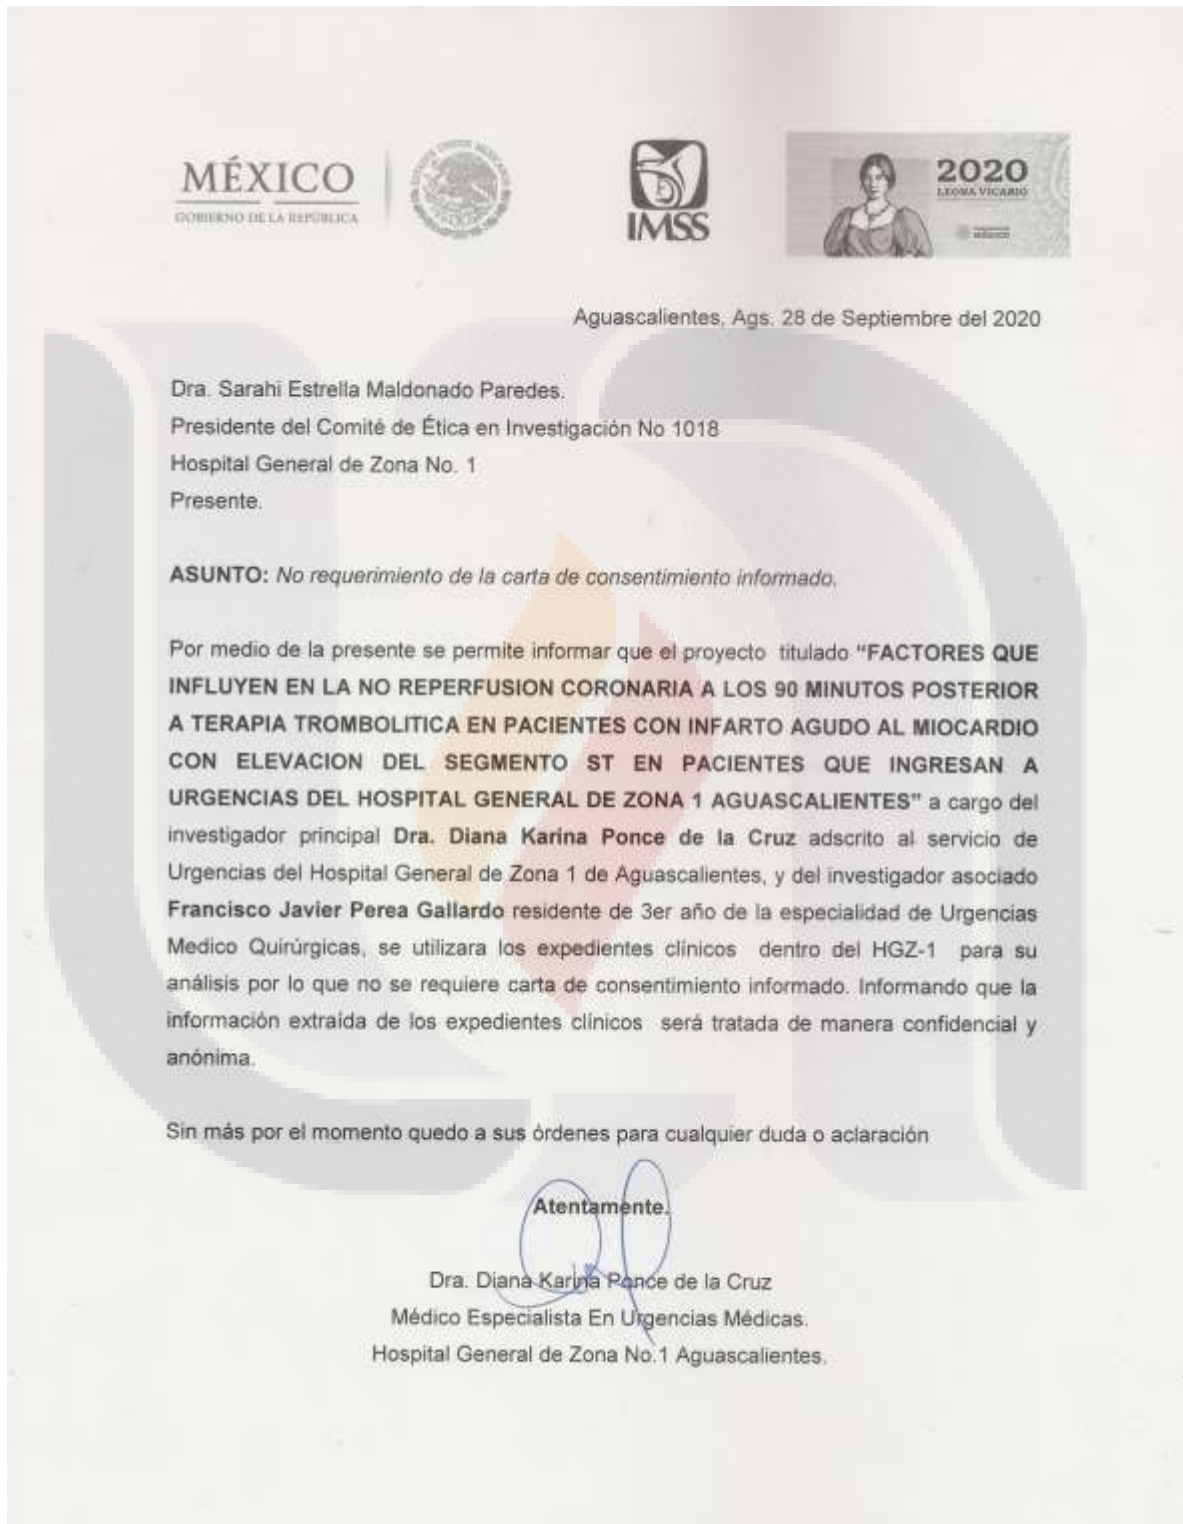 MÉXICO
GOBIERNO DE LA REPÚBLICA
IMSS
2020
LEONA VICARIO
Aguascalientes, Ags. 28 de Septiembre del 2020
Dra. Sarahi Estrella Maldonado Paredes.
Presidente del Comité de Ética en Investigación No 1018
Hospital General de Zona No. 1
Presente.
ASUNTO: No requerimiento de la carta de consentimiento informado.
Por medio de la presente se permite informar que el proyecto titulado “FACTORES QUE
INFLUYEN EN LA NO REPERFUSION CORONARIA A LOS 90 MINUTOS POSTERIOR
A TERAPIA TROMBOLITICA EN PACIENTES CON INFARTO AGUDO AL MIOCARDIO
CON ELEVACION DEL SEGMENTO ST EN PACIENTES QUE INGRESAN A
URGENCIAS DEL HOSPITAL GENERAL DE ZONA 1 AGUASCALIENTES” a cargo del
investigador principal Dra. Diana Karina Ponce de la Cruz adscrito al servicio de
Urgencias del Hospital General de Zona 1 de Aguascalientes, y del investigador asociado
Francisco Javier Perea Gallardo residente de 3er año de la especialidad de Urgencias
Medico Quirúrgicas, se utilizara los expedientes clínicos dentro del HGZ-1 para su
análisis por lo que no se requiere carta de consentimiento informado. Informando que la
información extraída de los expedientes clínicos será tratada de manera confidencial y
anónima.
Sin más por el momento quedo a sus órdenes para cualquier duda o aclaración
Atentamente.
Dra. Diana Karina Ponce de la Cruz
Médico Especialista En Urgencias Médicas.
Hospital General de Zona No.1 Aguascalientes.